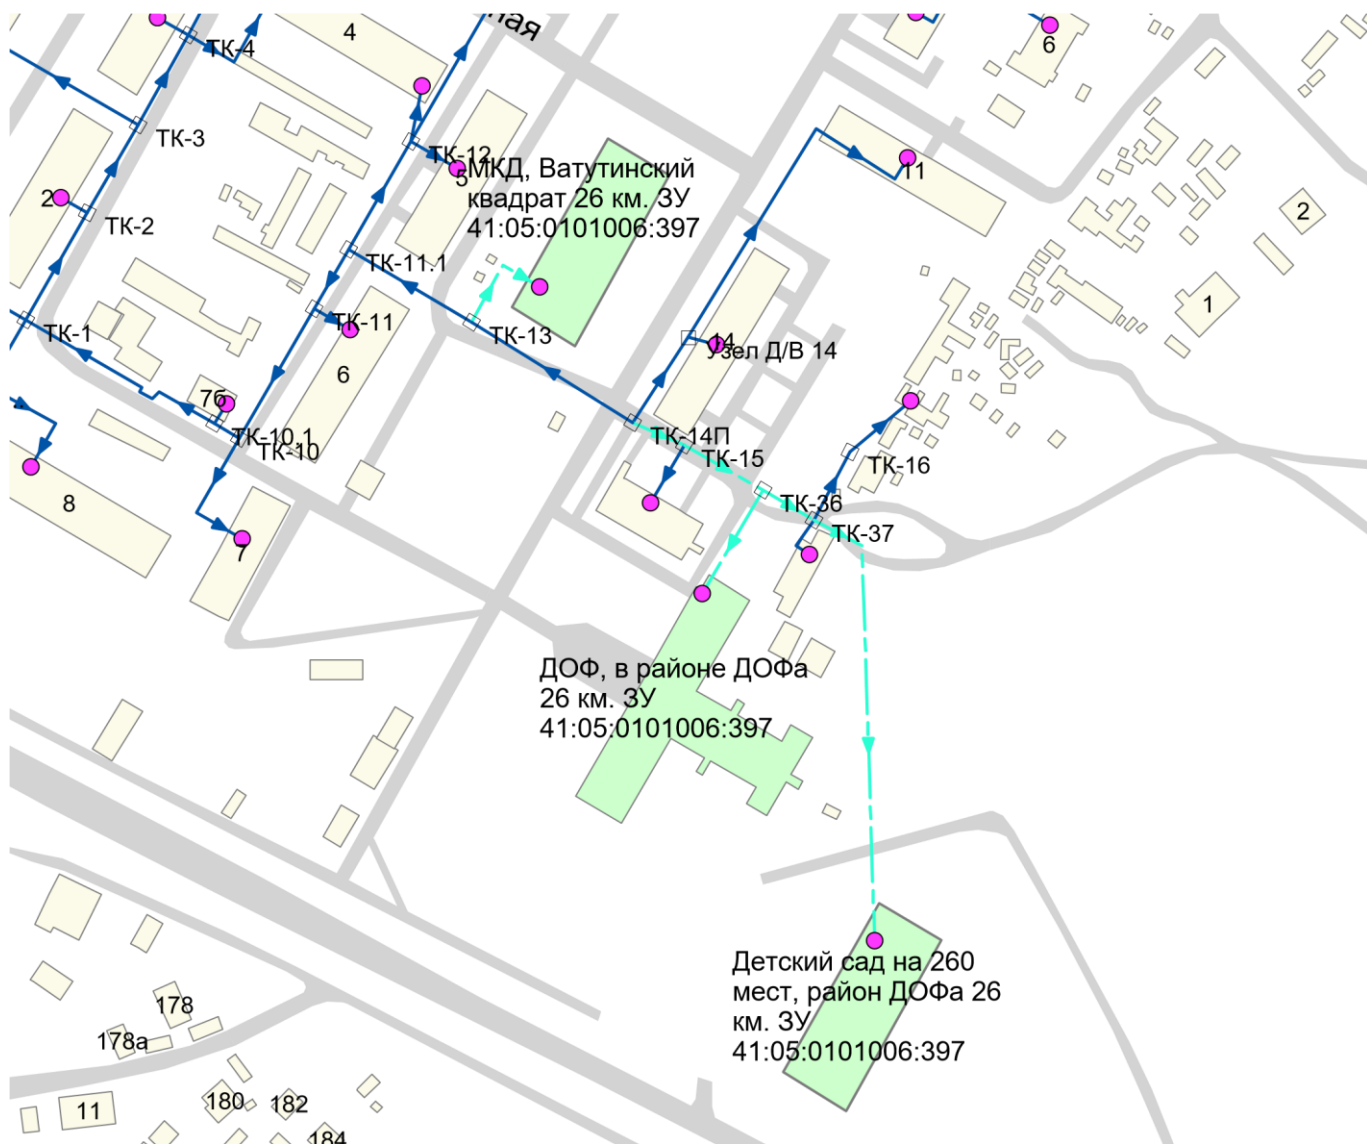 ная
4
6
ТК-4
ТК-3
ТК-12
5
МКД, Ватутинский
квадрат 26 км. ЗУ
41:05:0101006:397
11
2
ТК-2
2
ТК-11.1
1
ТК-1
ТК-11
ТК-13
14
Узел Д/В 14
6
7б
ТК-10,1
ТК-10
ТК-14П
ТК-15
ТК-16
8
ТК-36
ТК-37
7
ДОФ, в районе ДОФа
26 км. ЗУ
41:05:0101006:397
Детский сад на 260
мест, район ДОФа 26
км. ЗУ
41:05:0101006:397
178
178а
11
180
182
184